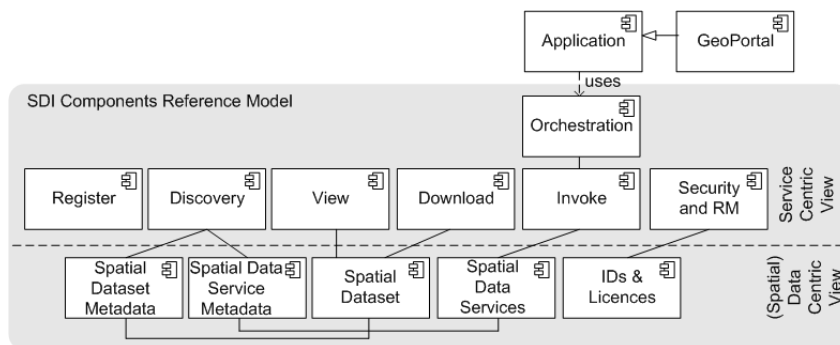 Application
GeoPortal
uses
SDI Components Reference Model
Orchestration
Register
Discovery
View
Download
Invoke
Security
and RM
Service
Centric
View
Spatial
Dataset
Metadata
Spatial Data
Service
Metadata
Spatial
Dataset
Spatial
Data
Services
IDs &
Licences
(Spatial)
Data
Centric
View